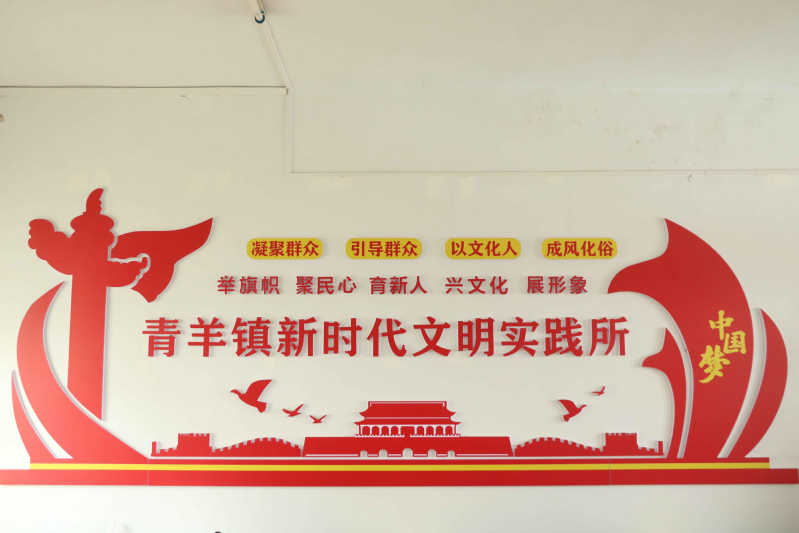 凝聚群众 引导群众 以文化人 成风化俗
举旗帜 聚民心 育新人 兴文化 展形象
青羊镇新时代文明实践所
中国梦